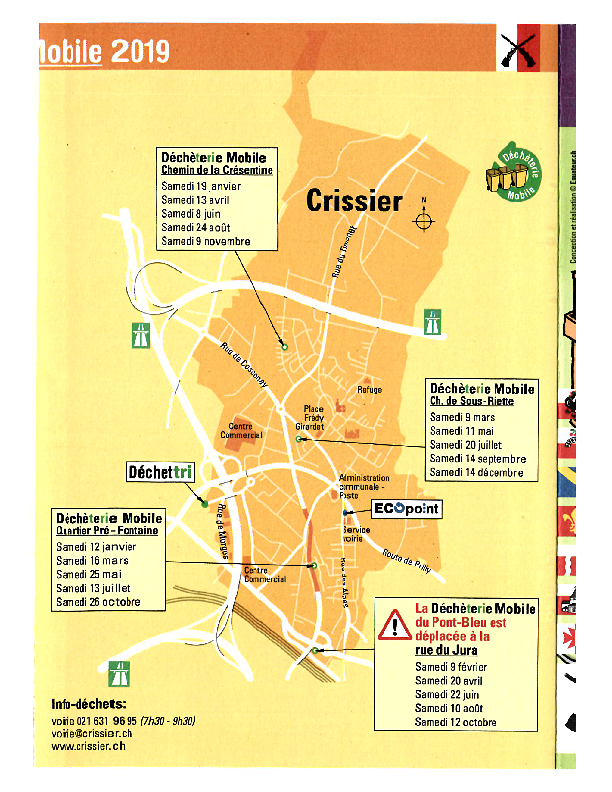 Mobile 2019
Déchèterie Mobile
Chemin de la Crésentine
Samedi 19 janvier
Samedi 13 avril
Samedi 8 juin
Samedi 24 août
Samedi 9 novembre
Crissier
N
Déchèterie
Mobile
Conception et réalisation ©
Rue du Timonet
Rue de Cossonay
Refuge
Place
Frédy
Girardet
Centre
Commercial
Déchèterie Mobile
Ch. de Sous-Riette
Samedi 9 mars
Samedi 11 mai
Samedi 20 juillet
Samedi 14 septembre
Samedi 14 décembre
Déchettri
Administration
communale -
Poste
ECOpoint
Service
voirie
Rue de Morges
Route de Prilly
Rue des Alpes
Centre
Commercial
Déchèterie Mobile
Quartier Pré-Fontaine
Samedi 12 janvier
Samedi 16 mars
Samedi 25 mai
Samedi 13 juillet
Samedi 26 octobre
La Déchèterie Mobile
du Pont-Bleu est
déplacée à la
rue du Jura
Samedi 9 février
Samedi 20 avril
Samedi 22 juin
Samedi 10 août
Samedi 12 octobre
Info-déchets:
voirie 021 631 96 95 (7h30 - 9h30)
voirie@crissier.ch
www.crissier.ch